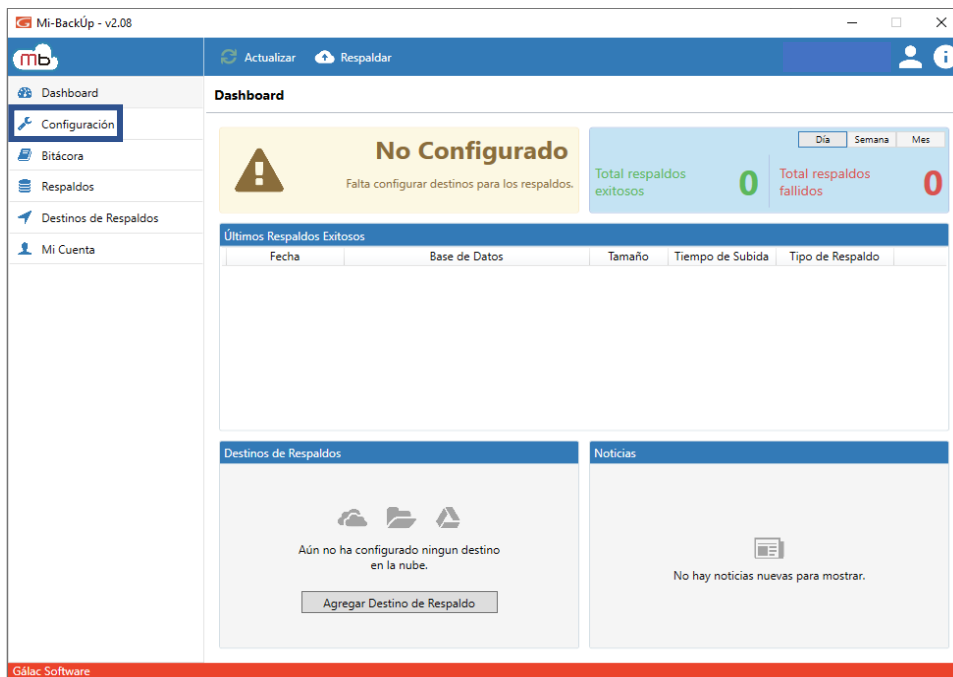 Mi-BackÚp - v2.08
mb
Actualizar
Respaldar
Dashboard
Configuración
Bitácora
Respaldos
Destinos de Respaldos
Mi Cuenta
Dashboard
No Configurado
Falta configurar destinos para los respaldos.
Día Semana Mes
Total respaldos
exitosos
0
Total respaldos
fallidos
0
Últimos Respaldos Exitosos
Fecha Base de Datos Tamaño Tiempo de Subida Tipo de Respaldo
Destinos de Respaldos
Aún no ha configurado ningun destino
en la nube.
Agregar Destino de Respaldo
Noticias
No hay noticias nuevas para mostrar.
Gálac Software